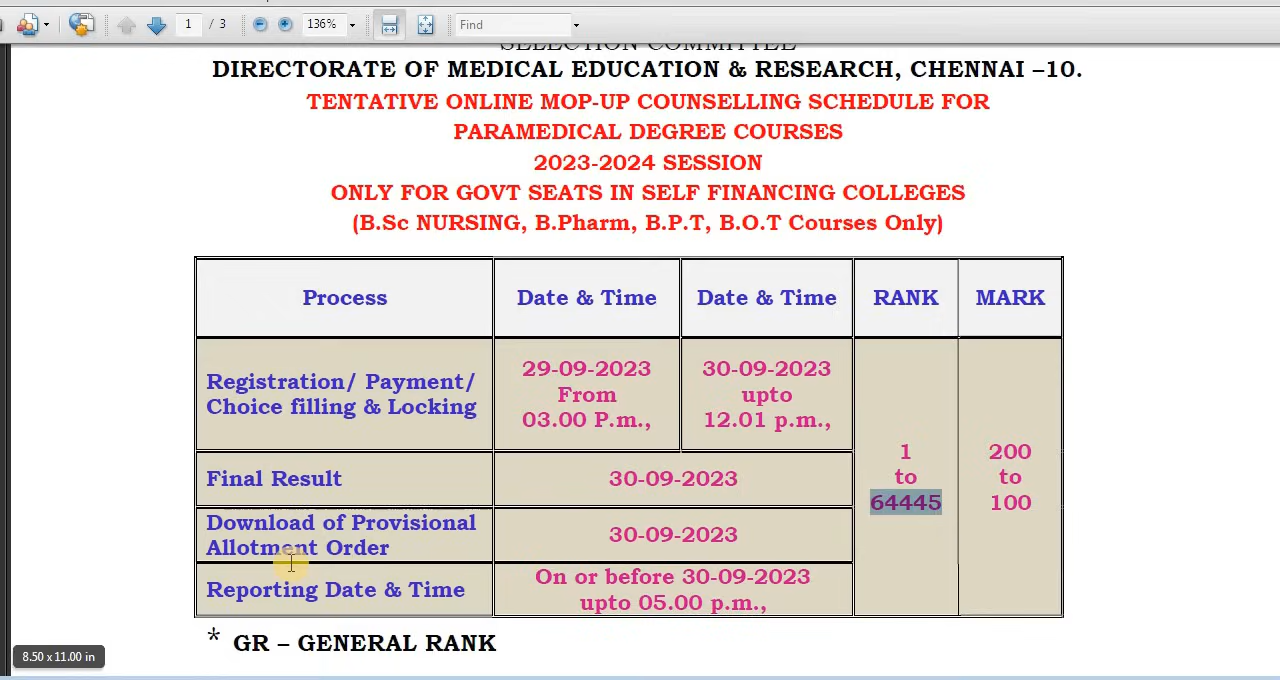 1 / 3 136% Find
SELECTION COMMITTEE
DIRECTORATE OF MEDICAL EDUCATION & RESEARCH, CHENNAI –10.
TENTATIVE ONLINE MOP-UP COUNSELLING SCHEDULE FOR
PARAMEDICAL DEGREE COURSES
2023-2024 SESSION
ONLY FOR GOVT SEATS IN SELF FINANCING COLLEGES
(B.Sc NURSING, B.Pharm, B.P.T, B.O.T Courses Only)
Process Date & Time Date & Time RANK MARK
Registration/ Payment/
Choice filling & Locking
29-09-2023
From
03.00 P.m.,
30-09-2023
upto
12.01 p.m.,
1
to
64445
200
to
100
Final Result 30-09-2023
Download of Provisional
Allotment Order
30-09-2023
Reporting Date & Time
On or before 30-09-2023
upto 05.00 p.m.,
* GR – GENERAL RANK
8.50 x 11.00 in